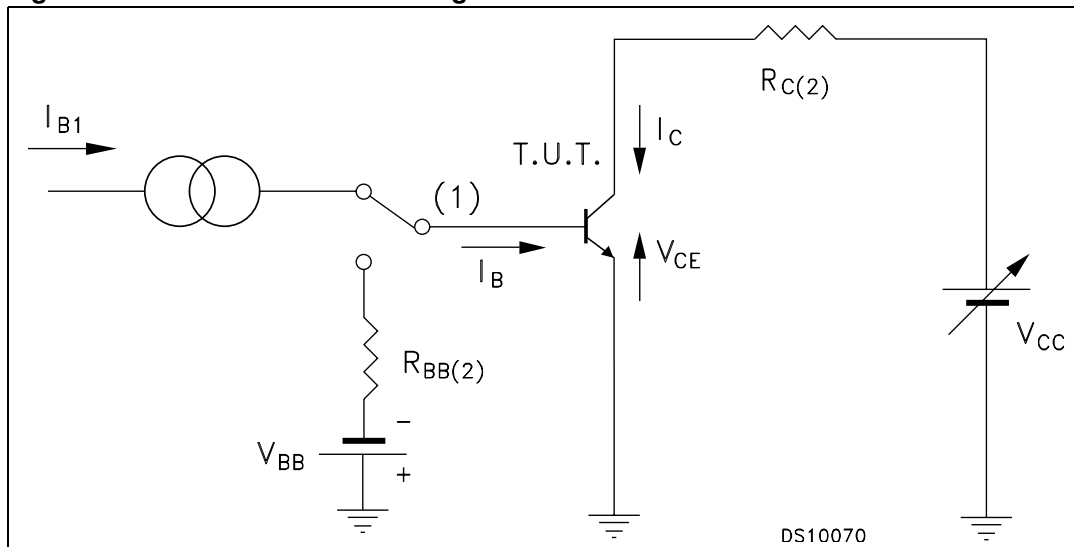 I_B1
R_C(2)
I_C
T.U.T.
(1)
I_B
V_CE
R_BB(2)
V_CC
V_BB
-
+
DS10070